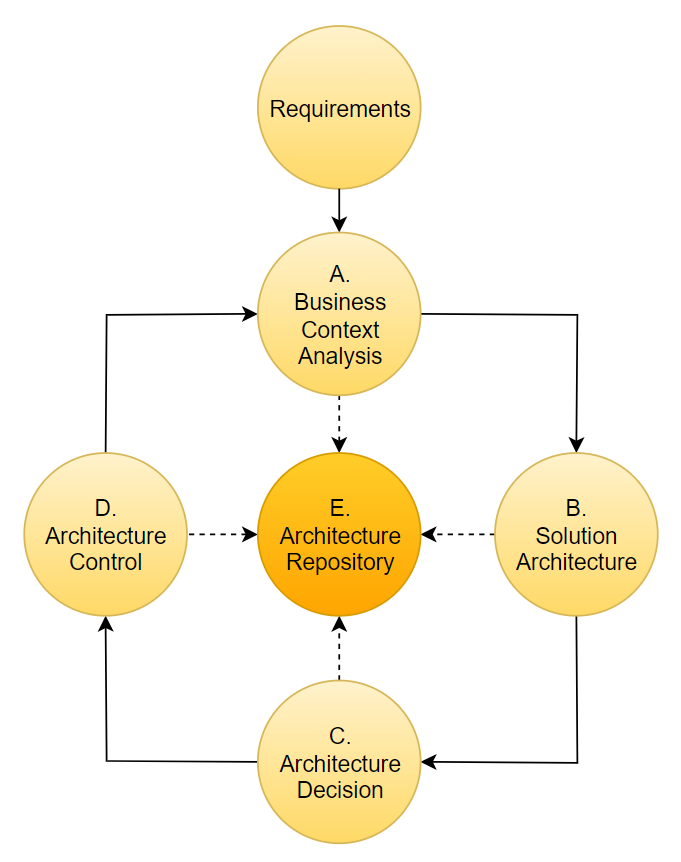 Requirements
A.
Business
Context
Analysis
D.
Architecture
Control
E.
Architecture
Repository
B.
Solution
Architecture
C.
Architecture
Decision